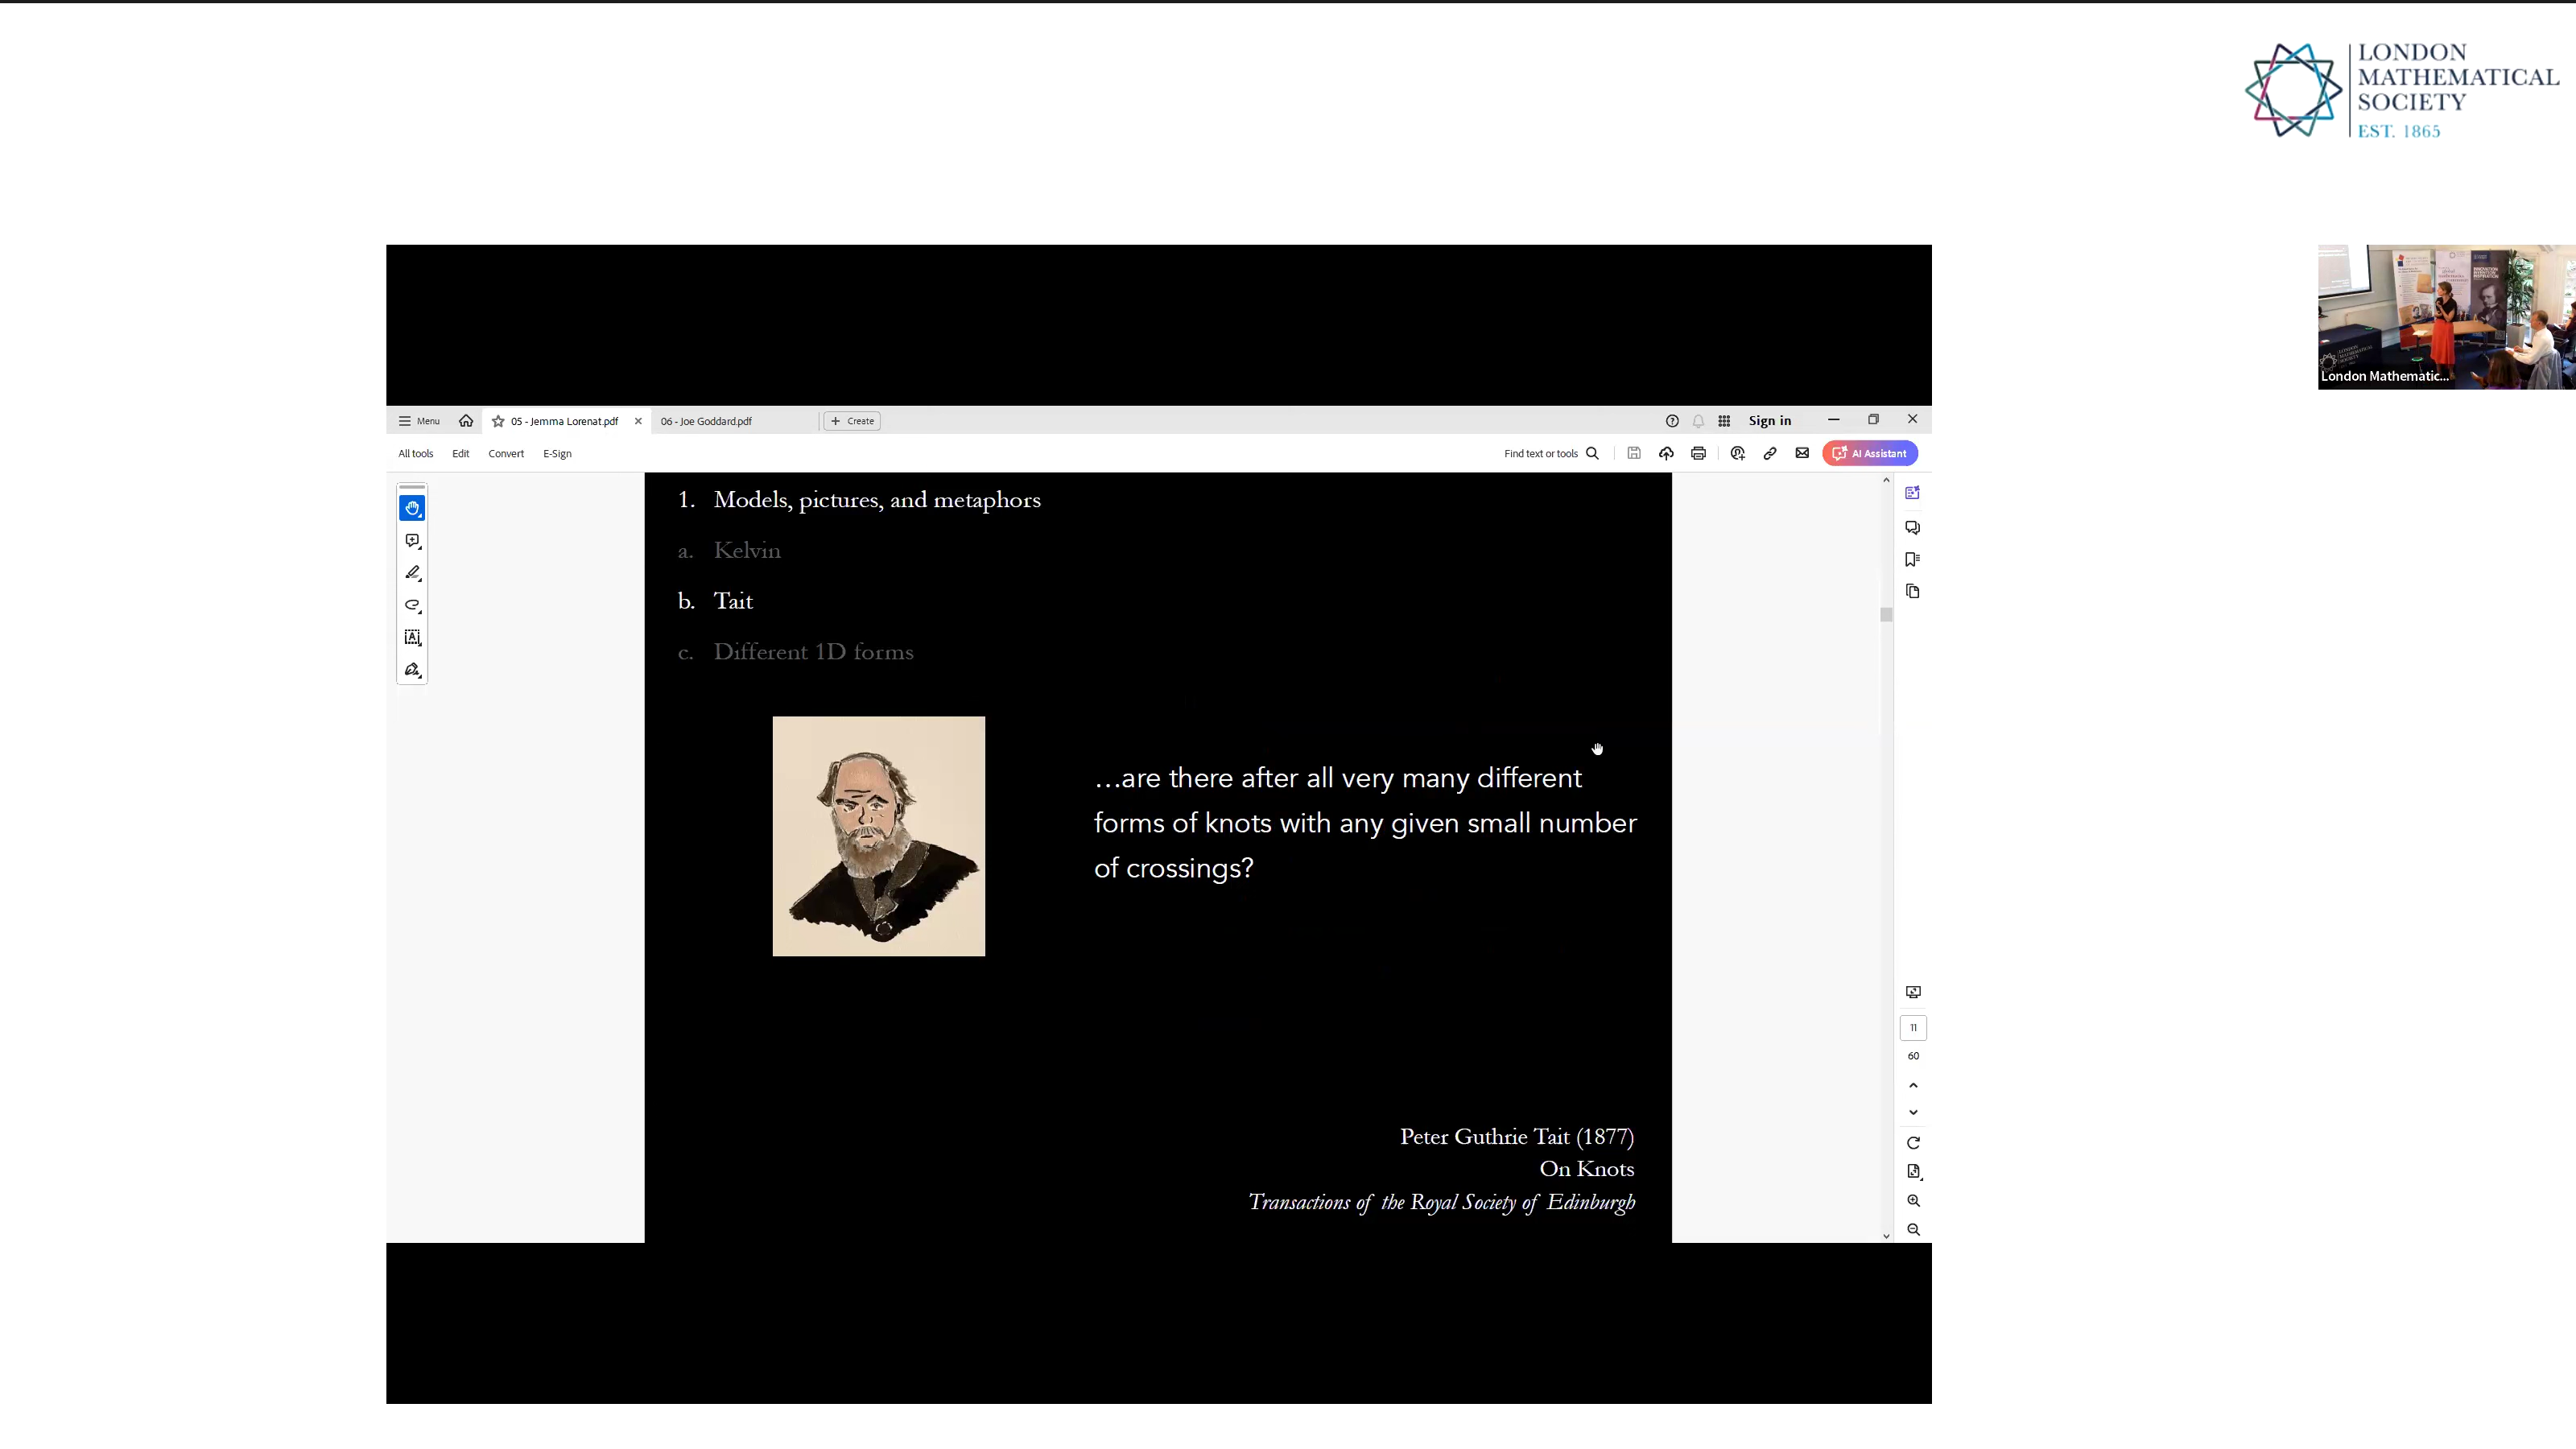 LONDON
MATHEMATICAL
SOCIETY
EST. 1865
London Mathematic...
Menu
05 - Jemma Lorenat.pdf
06 - Joe Goddard.pdf
Create
Sign in
All tools
Edit
Convert
E-Sign
Find text or tools
AI Assistant
1. Models, pictures, and metaphors
a. Kelvin
b. Tait
c. Different 1D forms
…are there after all very many different
forms of knots with any given small number
of crossings?
Peter Guthrie Tait (1877)
On Knots
Transactions of the Royal Society of Edinburgh
11
60